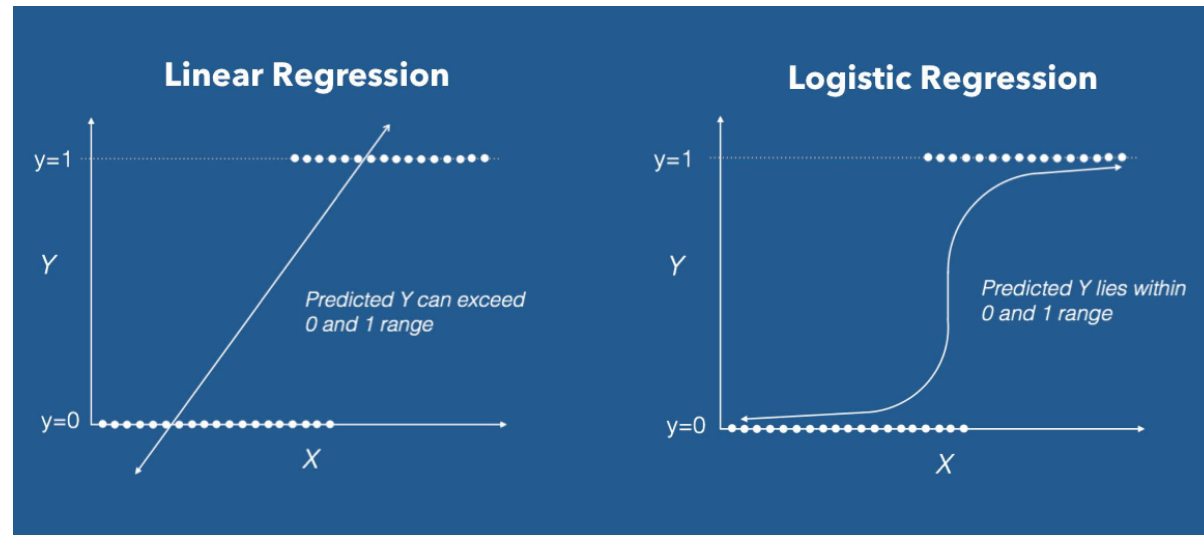 Linear Regression
y=1
Y
Predicted Y can exceed
0 and 1 range
y=0
X
Logistic Regression
y=1
Y
Predicted Y lies within
0 and 1 range
y=0
X